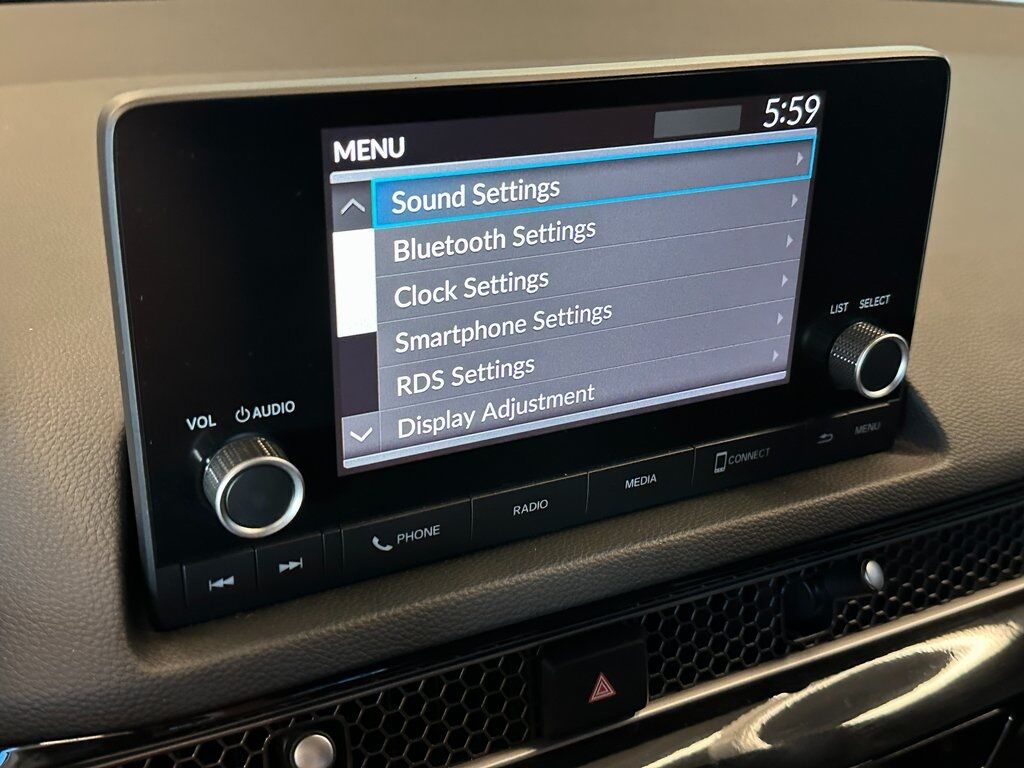 MENU
5:59
Sound Settings
Bluetooth Settings
Clock Settings
Smartphone Settings
RDS Settings
Display Adjustment
LIST SELECT
VOL AUDIO
PHONE
RADIO
MEDIA
CONNECT
MENU